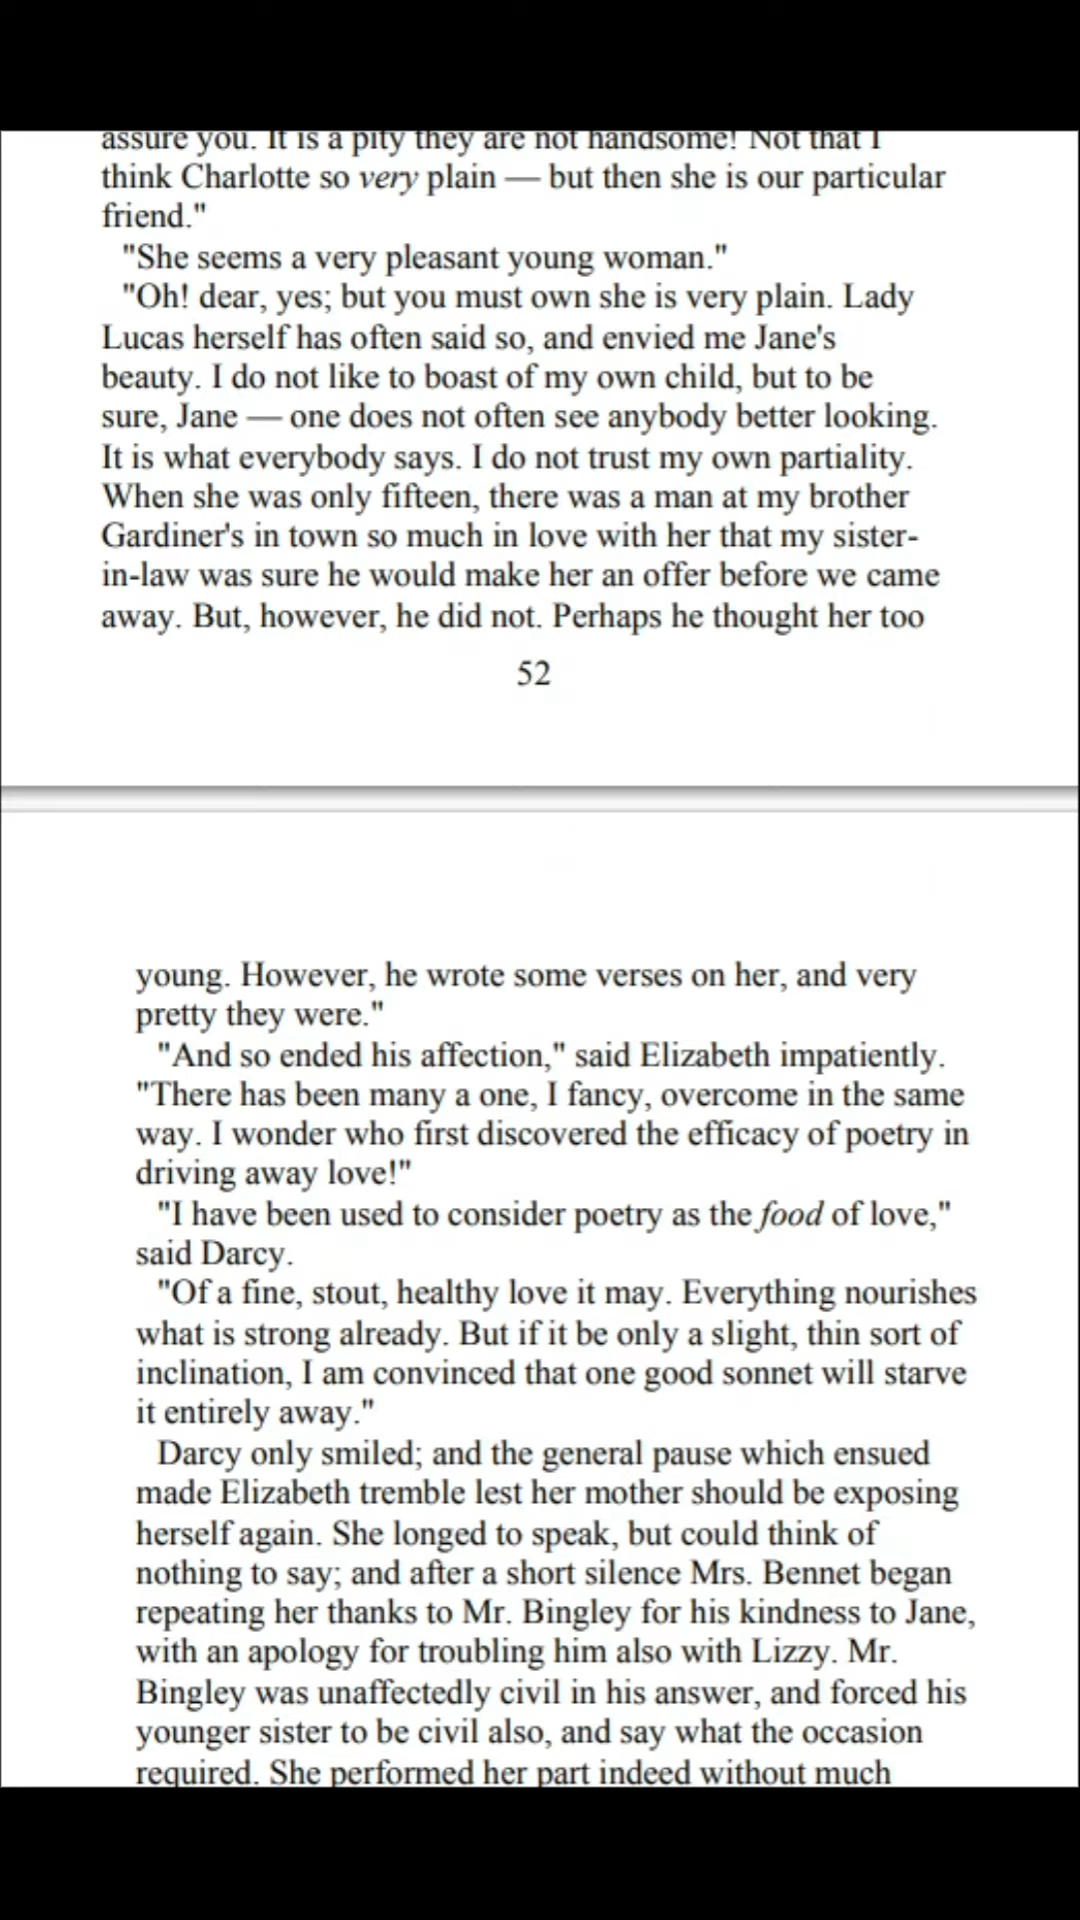 assure you. It is a pity they are not handsome! Not that I
think Charlotte so very plain — but then she is our particular
friend."
"She seems a very pleasant young woman."
"Oh! dear, yes; but you must own she is very plain. Lady
Lucas herself has often said so, and envied me Jane's
beauty. I do not like to boast of my own child, but to be
sure, Jane — one does not often see anybody better looking.
It is what everybody says. I do not trust my own partiality.
When she was only fifteen, there was a man at my brother
Gardiner's in town so much in love with her that my sister-
in-law was sure he would make her an offer before we came
away. But, however, he did not. Perhaps he thought her too
52
young. However, he wrote some verses on her, and very
pretty they were."
"And so ended his affection," said Elizabeth impatiently.
"There has been many a one, I fancy, overcome in the same
way. I wonder who first discovered the efficacy of poetry in
driving away love!"
"I have been used to consider poetry as the food of love,"
said Darcy.
"Of a fine, stout, healthy love it may. Everything nourishes
what is strong already. But if it be only a slight, thin sort of
inclination, I am convinced that one good sonnet will starve
it entirely away."
Darcy only smiled; and the general pause which ensued
made Elizabeth tremble lest her mother should be exposing
herself again. She longed to speak, but could think of
nothing to say; and after a short silence Mrs. Bennet began
repeating her thanks to Mr. Bingley for his kindness to Jane,
with an apology for troubling him also with Lizzy. Mr.
Bingley was unaffectedly civil in his answer, and forced his
younger sister to be civil also, and say what the occasion
required. She performed her part indeed without much